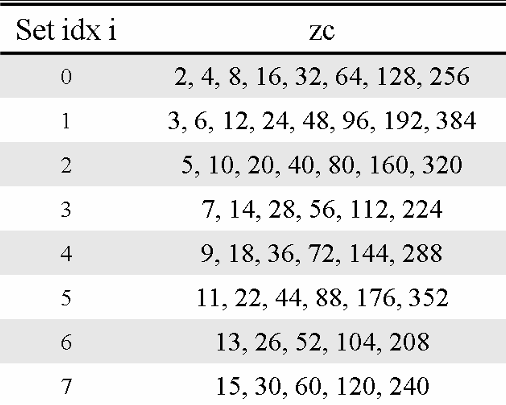 Set idx i zc
0 2, 4, 8, 16, 32, 64, 128, 256
1 3, 6, 12, 24, 48, 96, 192, 384
2 5, 10, 20, 40, 80, 160, 320
3 7, 14, 28, 56, 112, 224
4 9, 18, 36, 72, 144, 288
5 11, 22, 44, 88, 176, 352
6 13, 26, 52, 104, 208
7 15, 30, 60, 120, 240